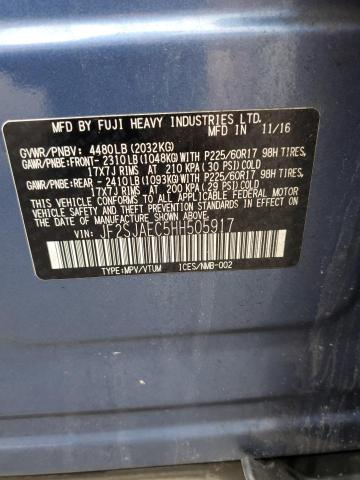 MFD BY FUJI HEAVY INDUSTRIES LTD.
MADE IN JAPAN 11/16
GVWR/PNBV: 4480LB (2032KG)
GAWR/PNBE:FRONT- 2310LB(1048KG)WITH P225/60R17 98H TIRES,
17X7J RIMS AT 210 KPA(30 PSI)COLD
GAWR/PNBE:REAR - 2410LB(1093KG)WITH P225/60R17 98H TIRES,
17X7J RIMS AT 200 KPA(29 PSI)COLD
THIS VEHICLE CONFORMS TO ALL APPLICABLE FEDERAL MOTOR
VEHICLE SAFETY, BUMPER, AND THEFT PREVENTION STANDARDS
IN EFFECT ON THE DATE OF MANUFACTURE SHOWN ABOVE.
VIN: JF2SJAEC5HH505917
TYPE:MPV/VTUM ICES/NMB-002